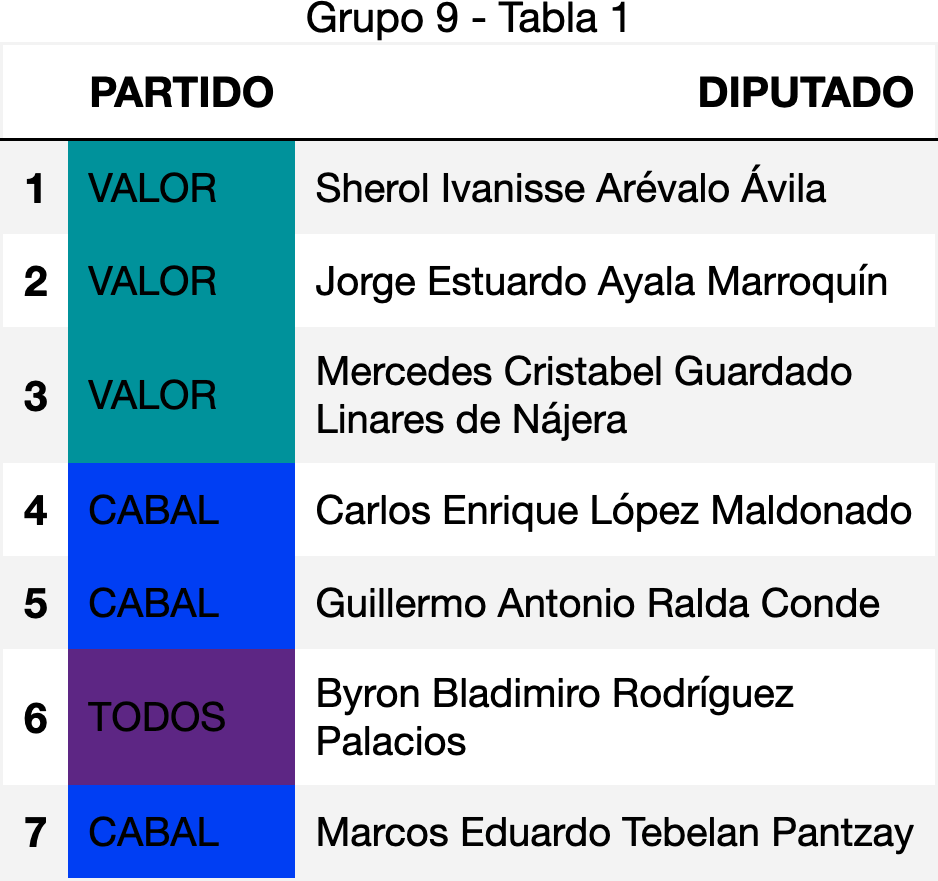 Grupo 9 - Tabla 1
PARTIDO DIPUTADO
1 VALOR Sherol Ivanisse Arévalo Ávila
2 VALOR Jorge Estuardo Ayala Marroquín
3 VALOR Mercedes Cristabel Guardado
Linares de Nájera
4 CABAL Carlos Enrique López Maldonado
5 CABAL Guillermo Antonio Ralda Conde
6 TODOS Byron Bladimiro Rodríguez
Palacios
7 CABAL Marcos Eduardo Tebelan Pantzay